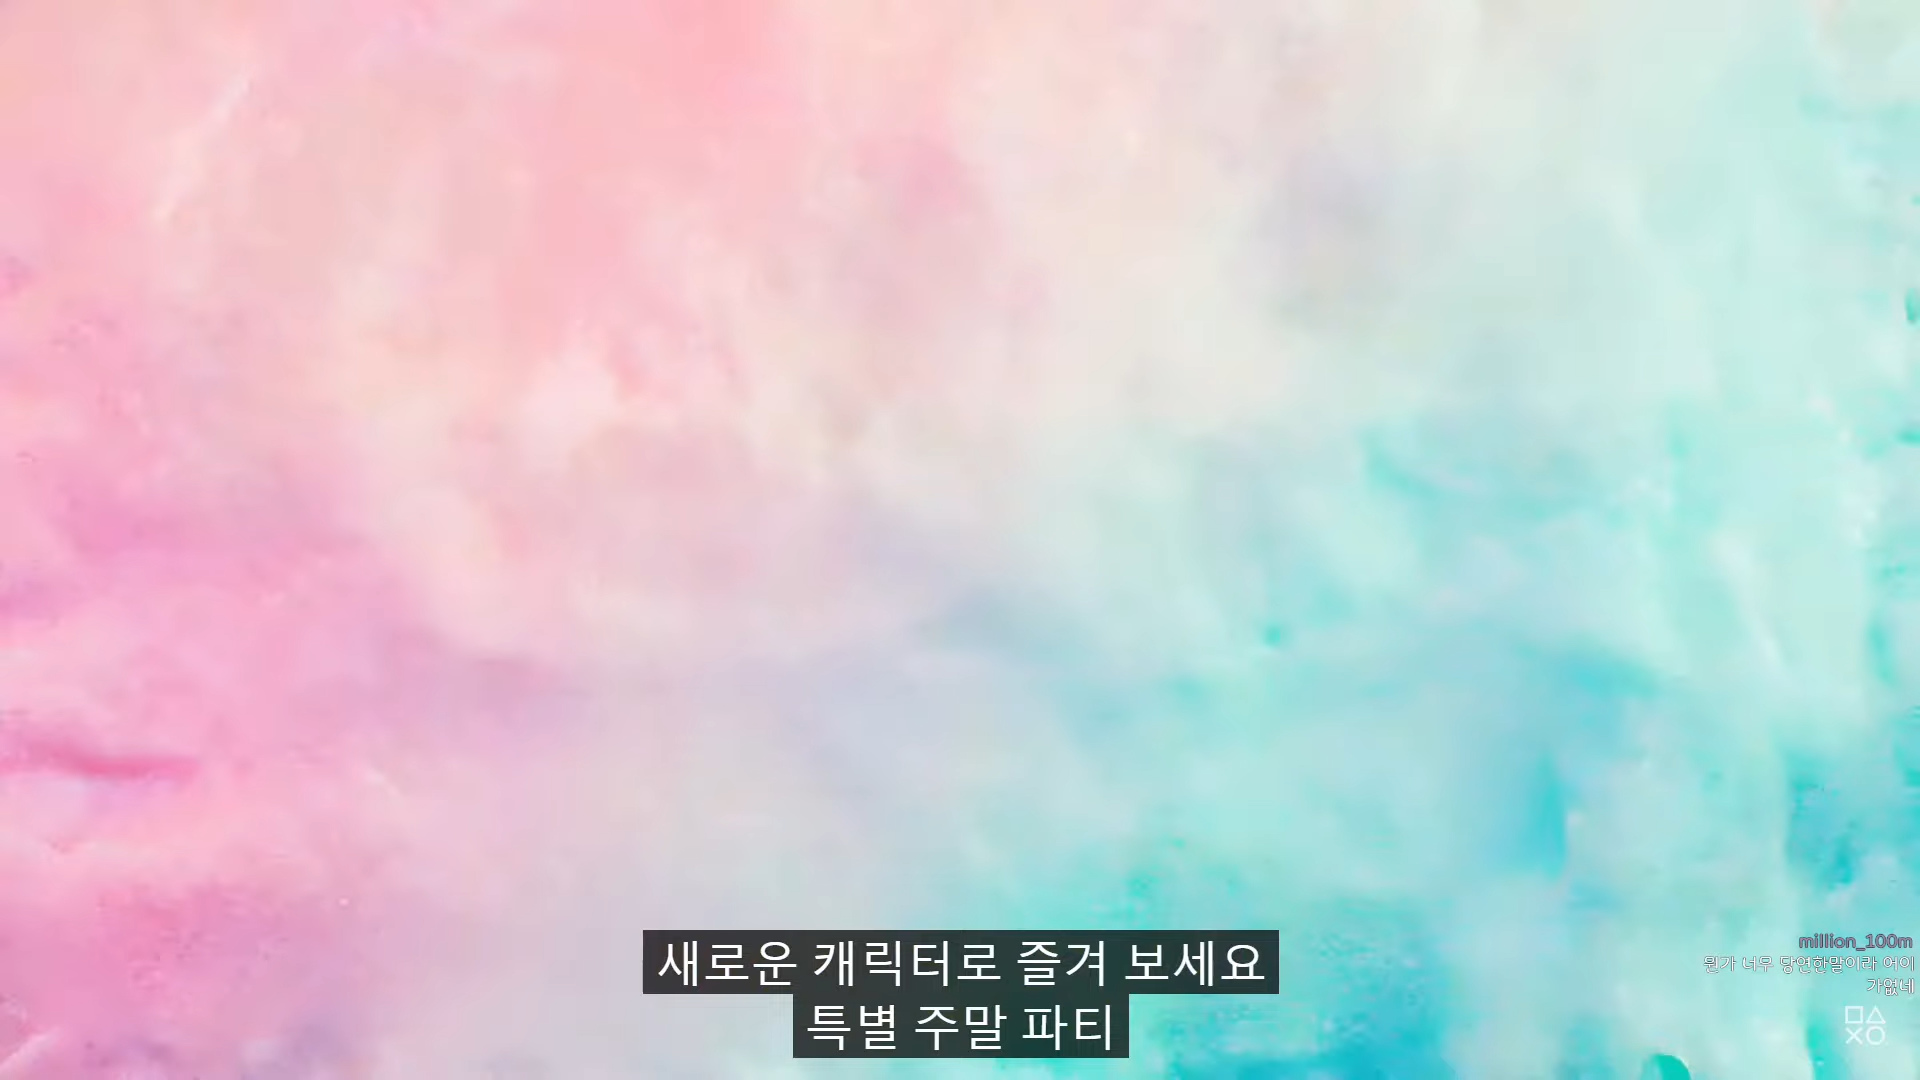 새로운 캐릭터로 즐겨 보세요
특별 주말 파티
million_100m
뭔가 너무 당연한말이라 어이
가없네